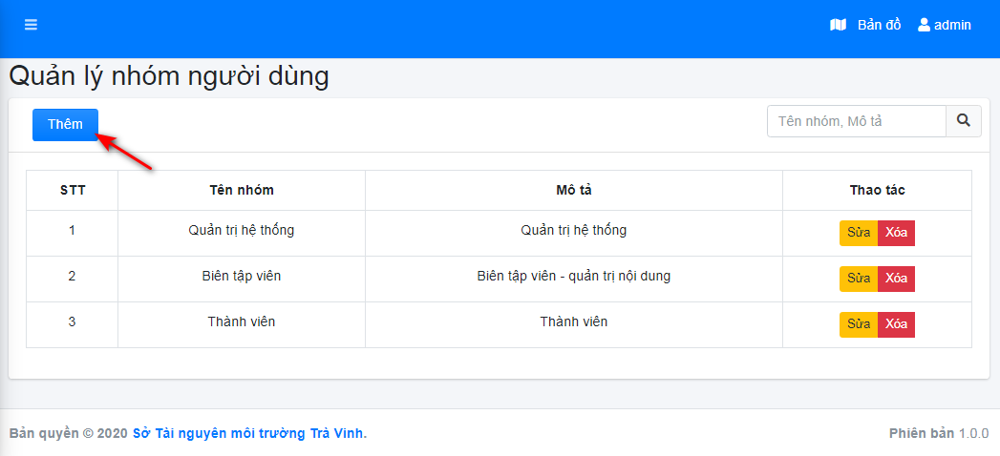 Bản đồ admin
Quản lý nhóm người dùng
Thêm Tên nhóm, Mô tả
STT Tên nhóm Mô tả Thao tác
1 Quản trị hệ thống Quản trị hệ thống Sửa Xóa
2 Biên tập viên Biên tập viên - quản trị nội dung Sửa Xóa
3 Thành viên Thành viên Sửa Xóa
Bản quyền © 2020 Sở Tài nguyên môi trường Trà Vinh. Phiên bản 1.0.0